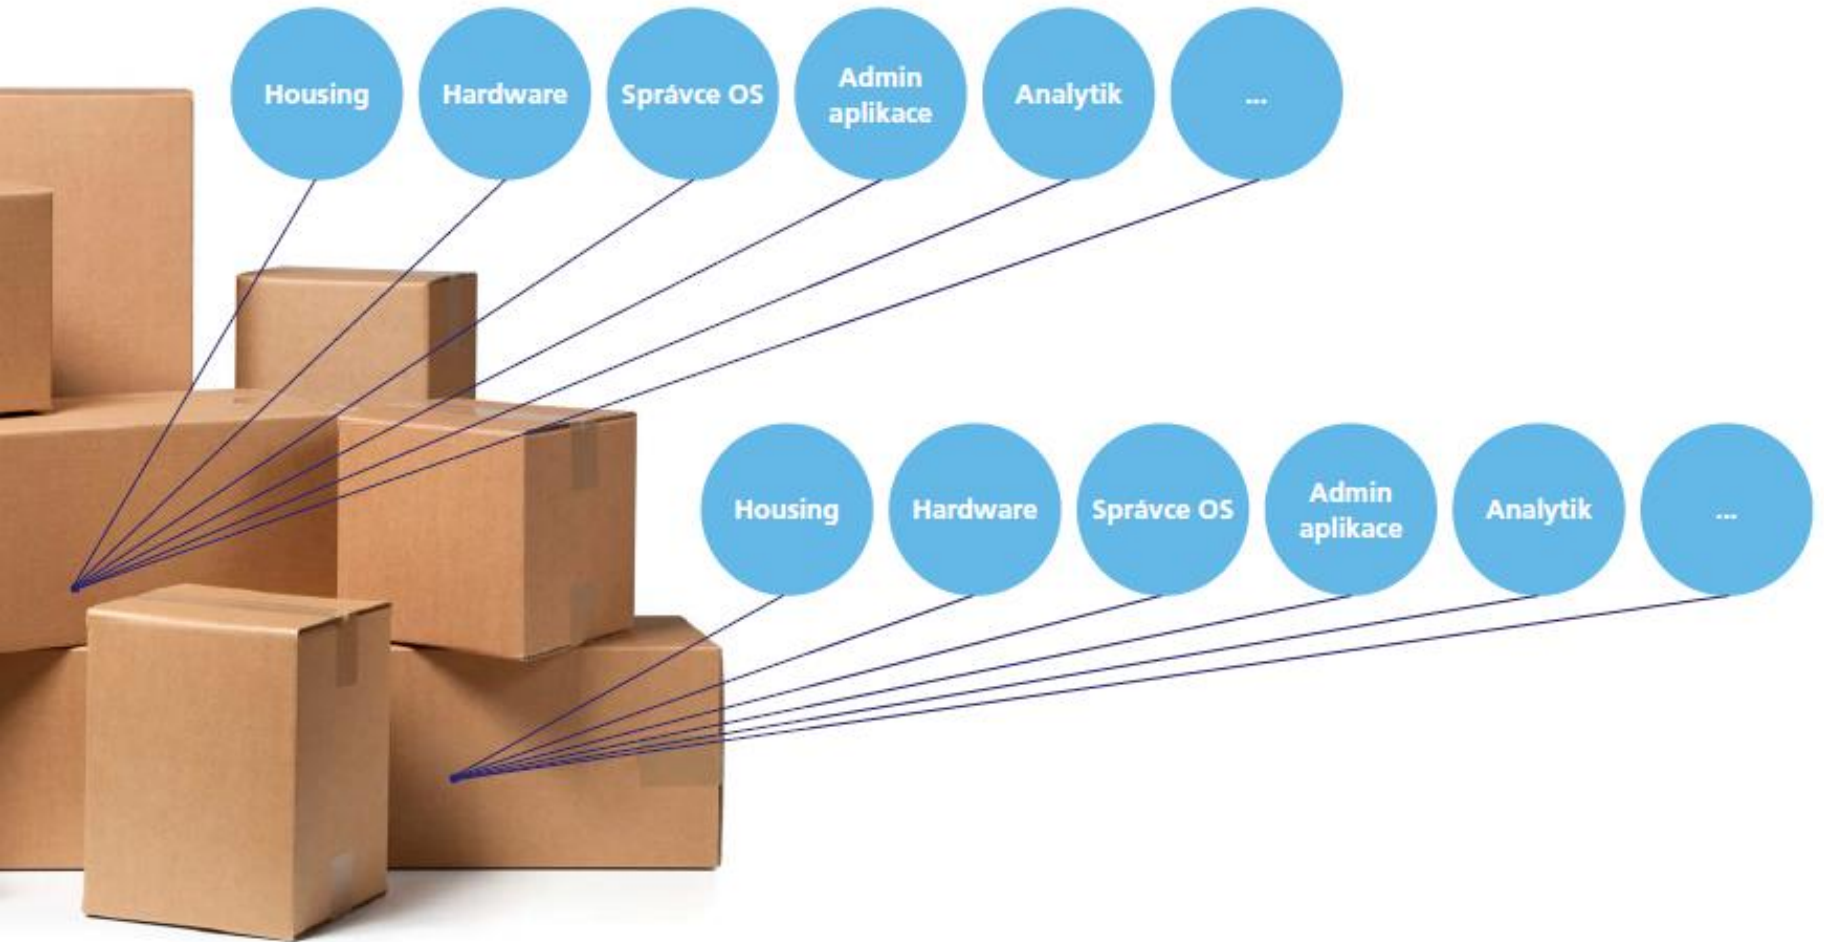 Housing
Hardware
Správce OS
Admin
aplikace
Analytik
...
Housing
Hardware
Správce OS
Admin
aplikace
Analytik
...